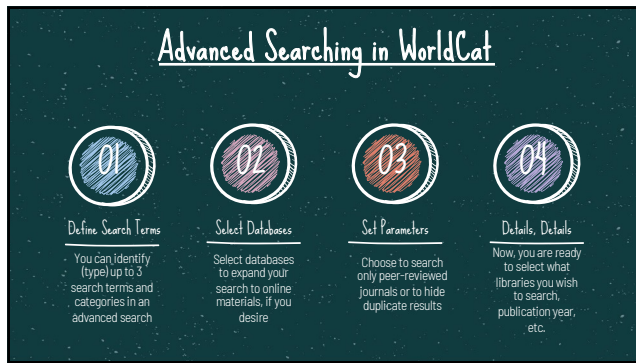 Advanced Searching in WorldCat
01
02
03
04
Define Search Terms
You can identify
(type) up to 3
search terms and
categories in an
advanced search
Select Databases
Select databases
to expand your
search to online
materials, if you
desire
Set Parameters
Choose to search
only peer-reviewed
journals or to hide
duplicate results
Details, Details
Now, you are ready
to select what
libraries you wish
to search,
publication year,
etc.